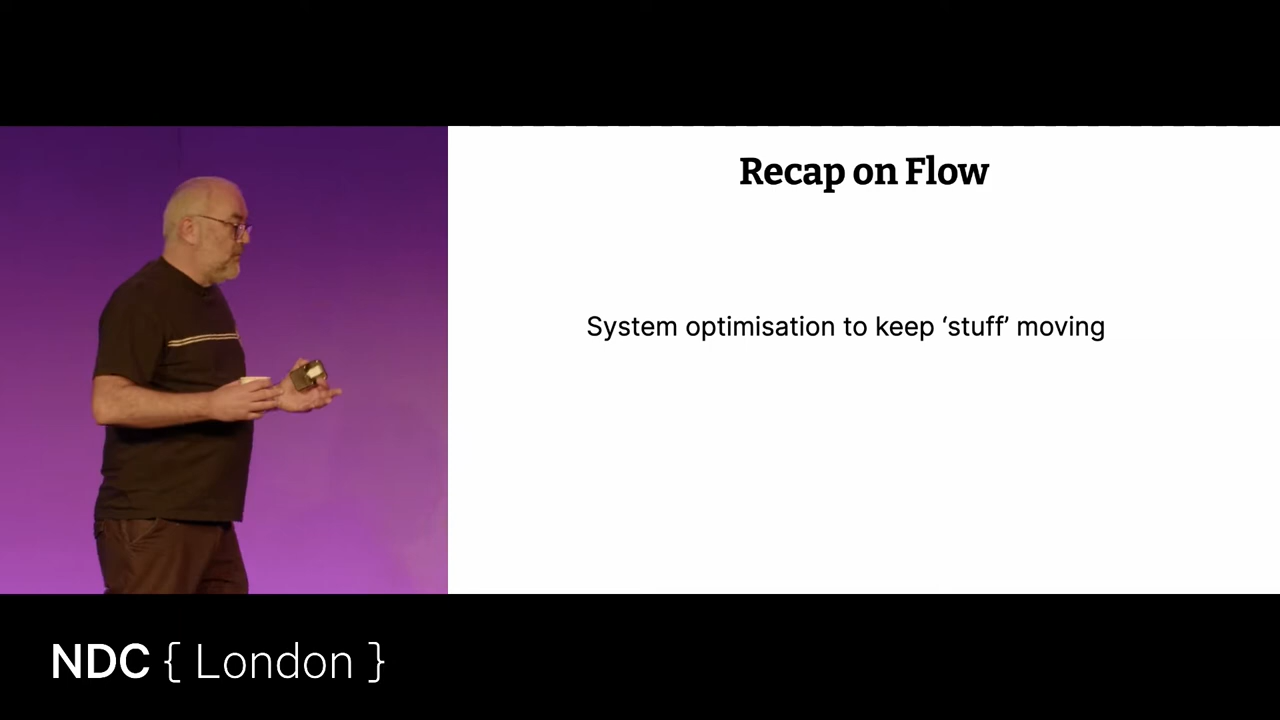 Recap on Flow
System optimisation to keep ‘stuff’ moving
NDC { London }